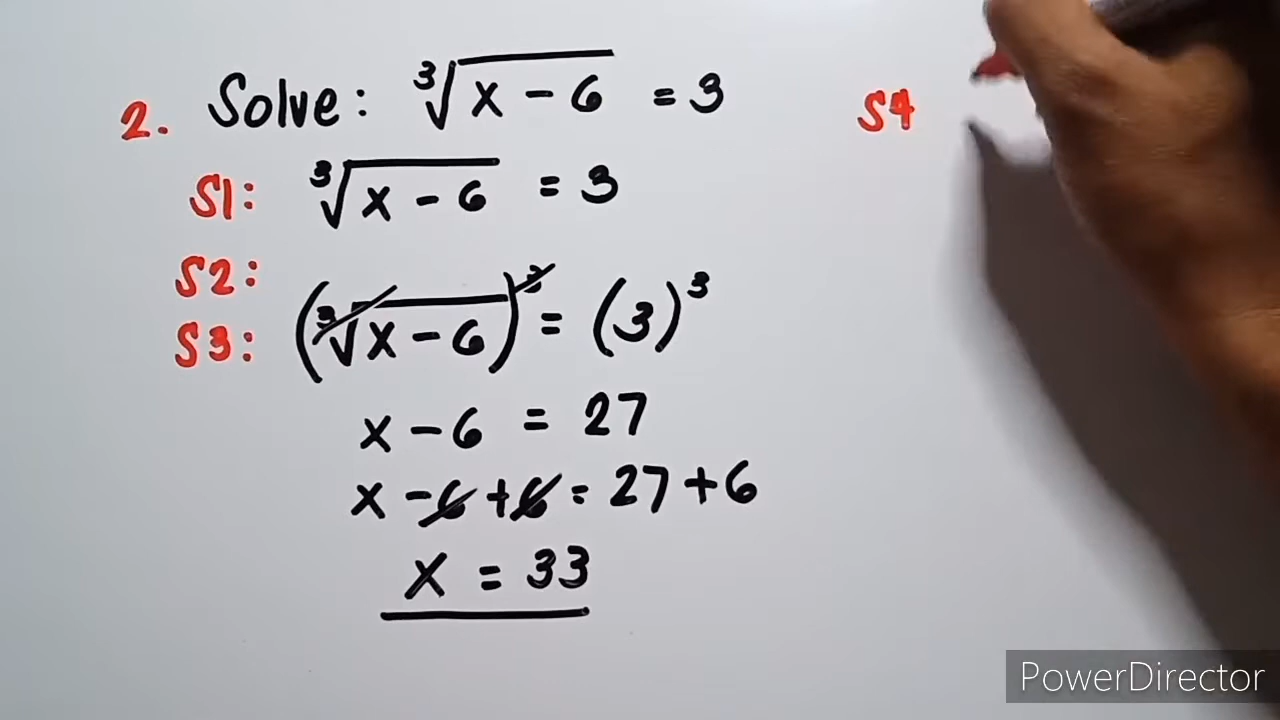 2. Solve: ∛(x - 6) = 3
S1: ∛(x - 6) = 3
S2:
S3: (∛(x - 6))³ = (3)³
x - 6 = 27
x - 6 + 6 = 27 + 6
x = 33
S4
PowerDirector